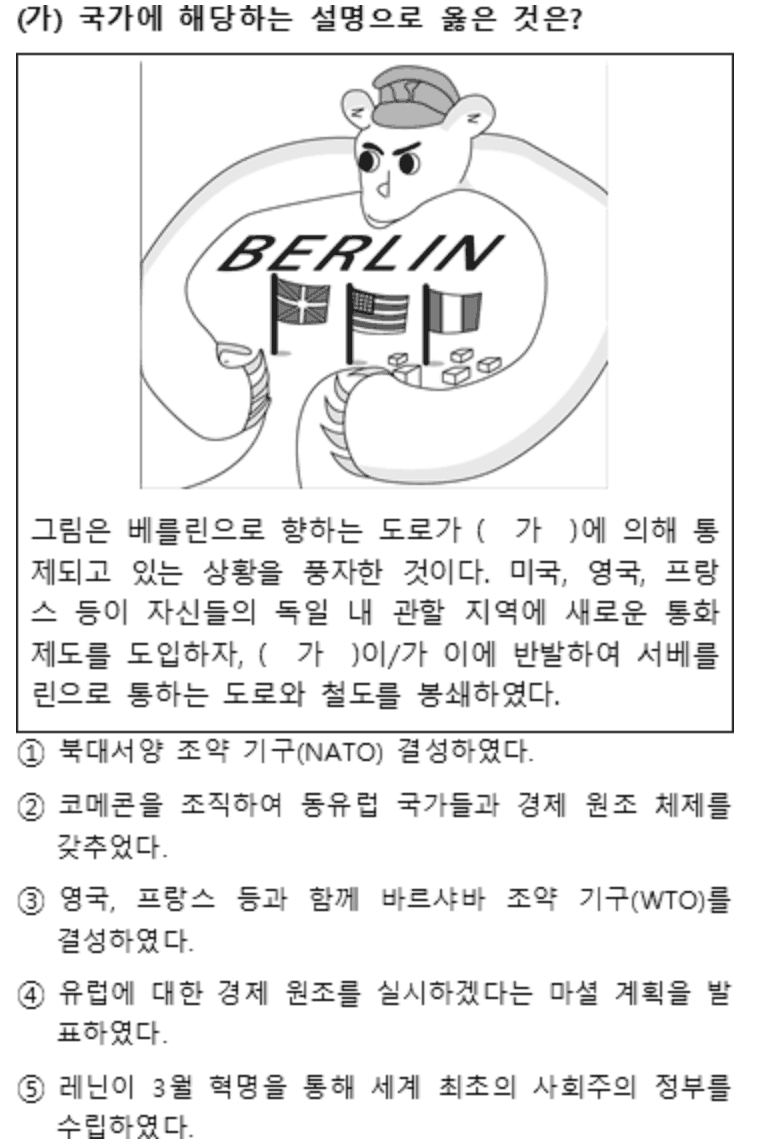 (가) 국가에 해당하는 설명으로 옳은 것은?
BERLIN
그림은 베를린으로 향하는 도로가 ( 가 )에 의해 통
제되고 있는 상황을 풍자한 것이다. 미국, 영국, 프랑
스 등이 자신들의 독일 내 관할 지역에 새로운 통화
제도를 도입하자, ( 가 )이/가 이에 반발하여 서베를
린으로 통하는 도로와 철도를 봉쇄하였다.
① 북대서양 조약 기구(NATO) 결성하였다.
② 코메콘을 조직하여 동유럽 국가들과 경제 원조 체제를
갖추었다.
③ 영국, 프랑스 등과 함께 바르샤바 조약 기구(WTO)를
결성하였다.
④ 유럽에 대한 경제 원조를 실시하겠다는 마셜 계획을 발
표하였다.
⑤ 레닌이 3월 혁명을 통해 세계 최초의 사회주의 정부를
수립하였다.